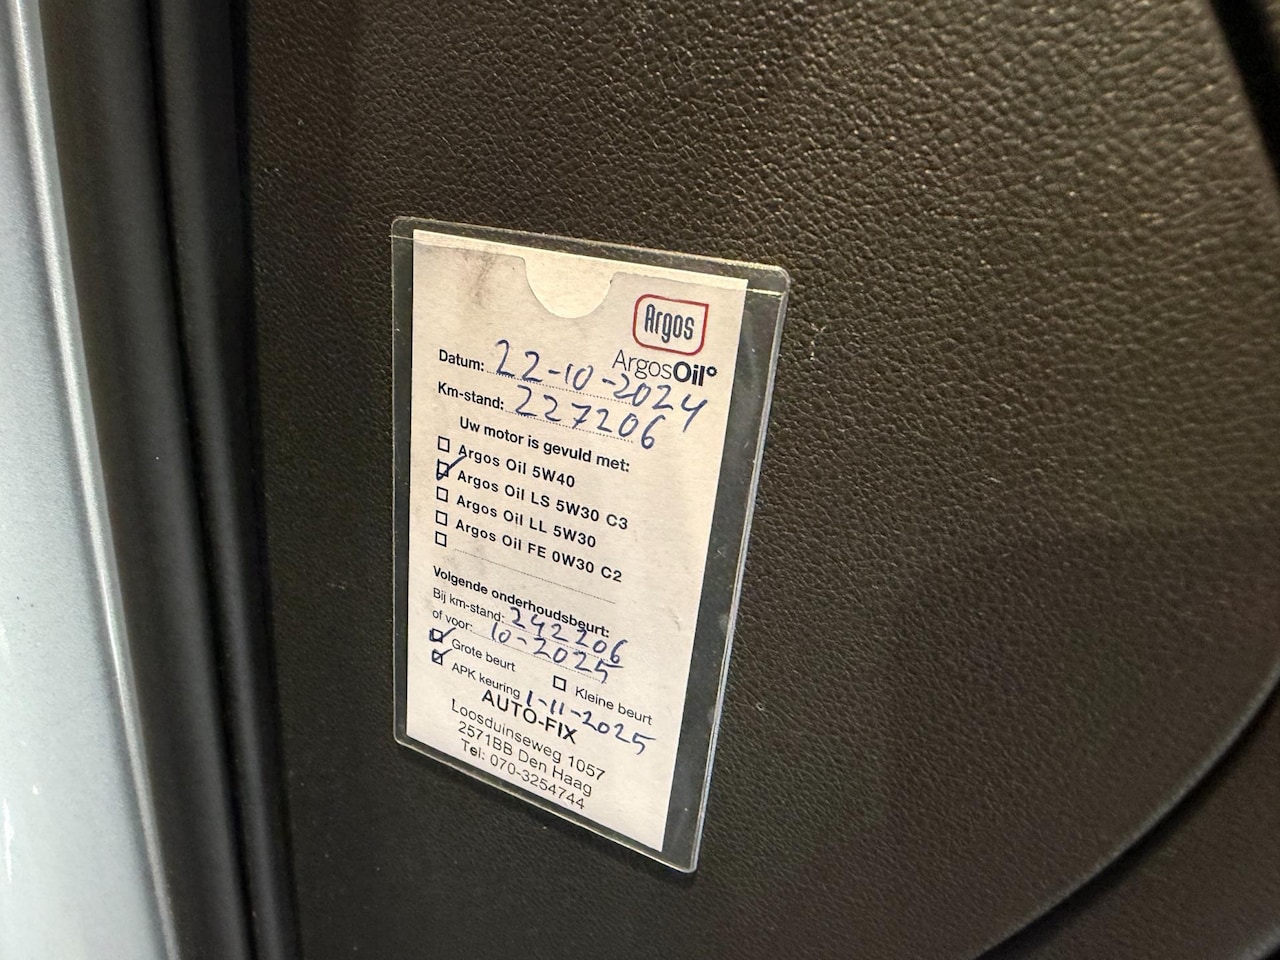 Argos
ArgosOil°
Datum: 22-10-2024
Km-stand: 227206
Uw motor is gevuld met:
Argos Oil 5W40
Argos Oil LS 5W30 C3
Argos Oil LL 5W30
Argos Oil FE 0W30 C2
Volgende onderhoudsbeurt:
Bij km-stand: 242206
of voor: 10-2025
Grote beurt Kleine beurt
APK keuring 1-11-2025
AUTO-FIX
Loosduinseweg 1057
2571BB Den Haag
Tel: 070-3254744